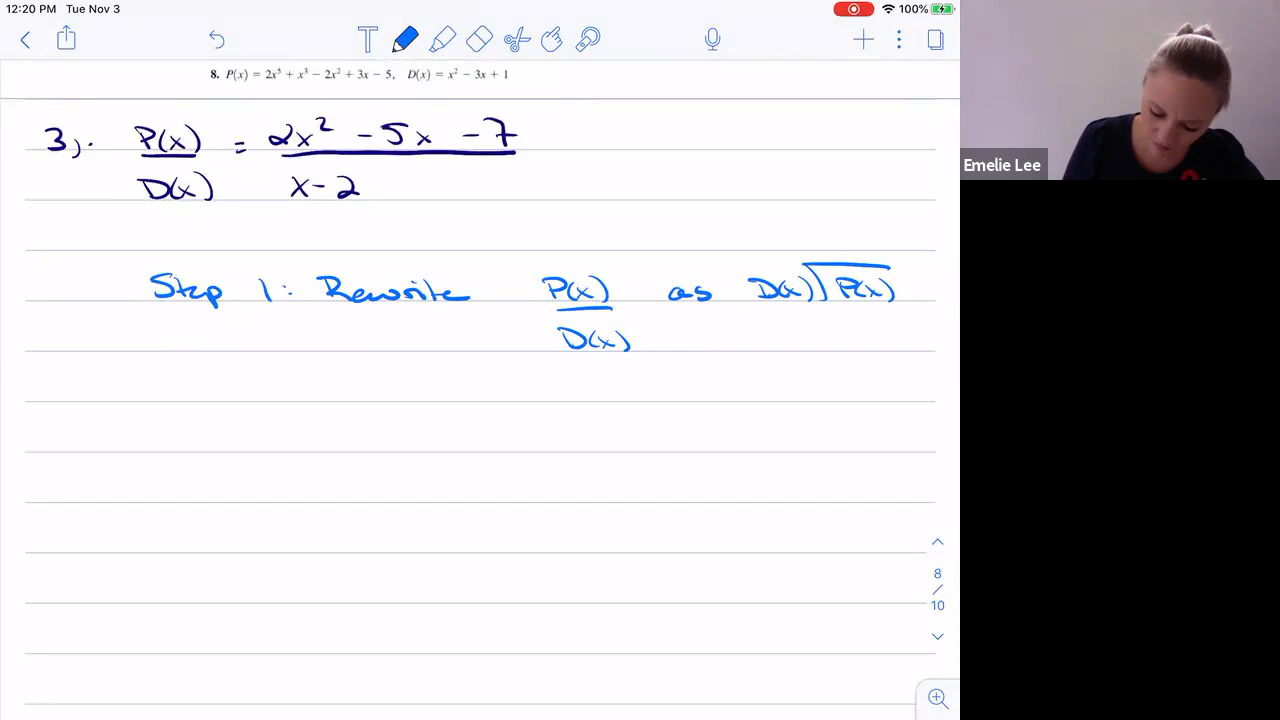 12:20 PM Tue Nov 3
100%
8. P(x) = 2x⁵ + x³ − 2x² + 3x − 5, D(x) = x² − 3x + 1
3). P(x) = 2x² - 5x - 7
D(x) x-2
Emelie Lee
Step 1: Rewrite P(x) as D(x)) P(x)
D(x)
8
/
10